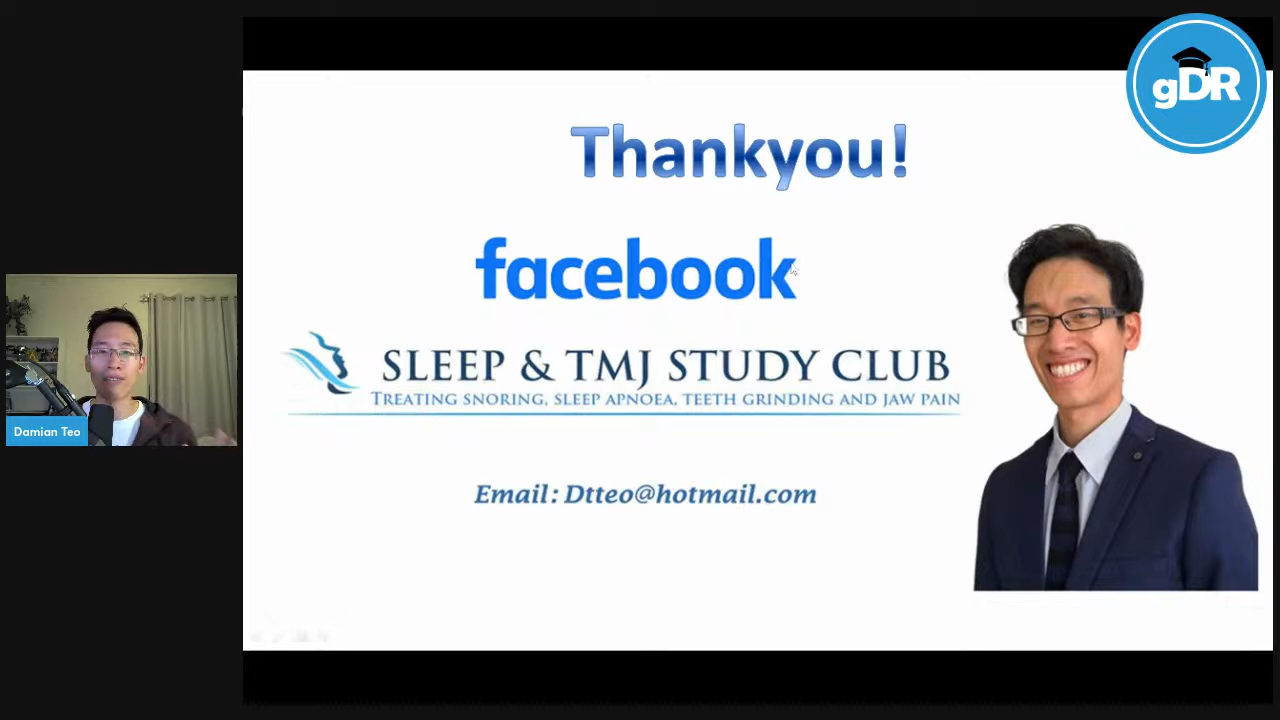 gDR
Thankyou!
facebook
SLEEP & TMJ STUDY CLUB
TREATING SNORING, SLEEP APNOEA, TEETH GRINDING AND JAW PAIN
Damian Teo
Email: Dtteo@hotmail.com